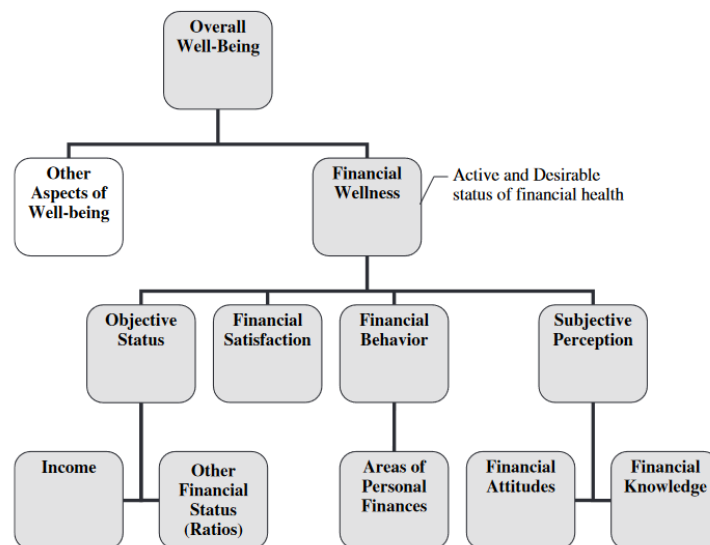 Overall
Well-Being
Other
Aspects of
Well-being
Financial
Wellness
Active and Desirable
status of financial health
Objective
Status
Financial
Satisfaction
Financial
Behavior
Subjective
Perception
Income
Other
Financial
Status
(Ratios)
Areas of
Personal
Finances
Financial
Attitudes
Financial
Knowledge